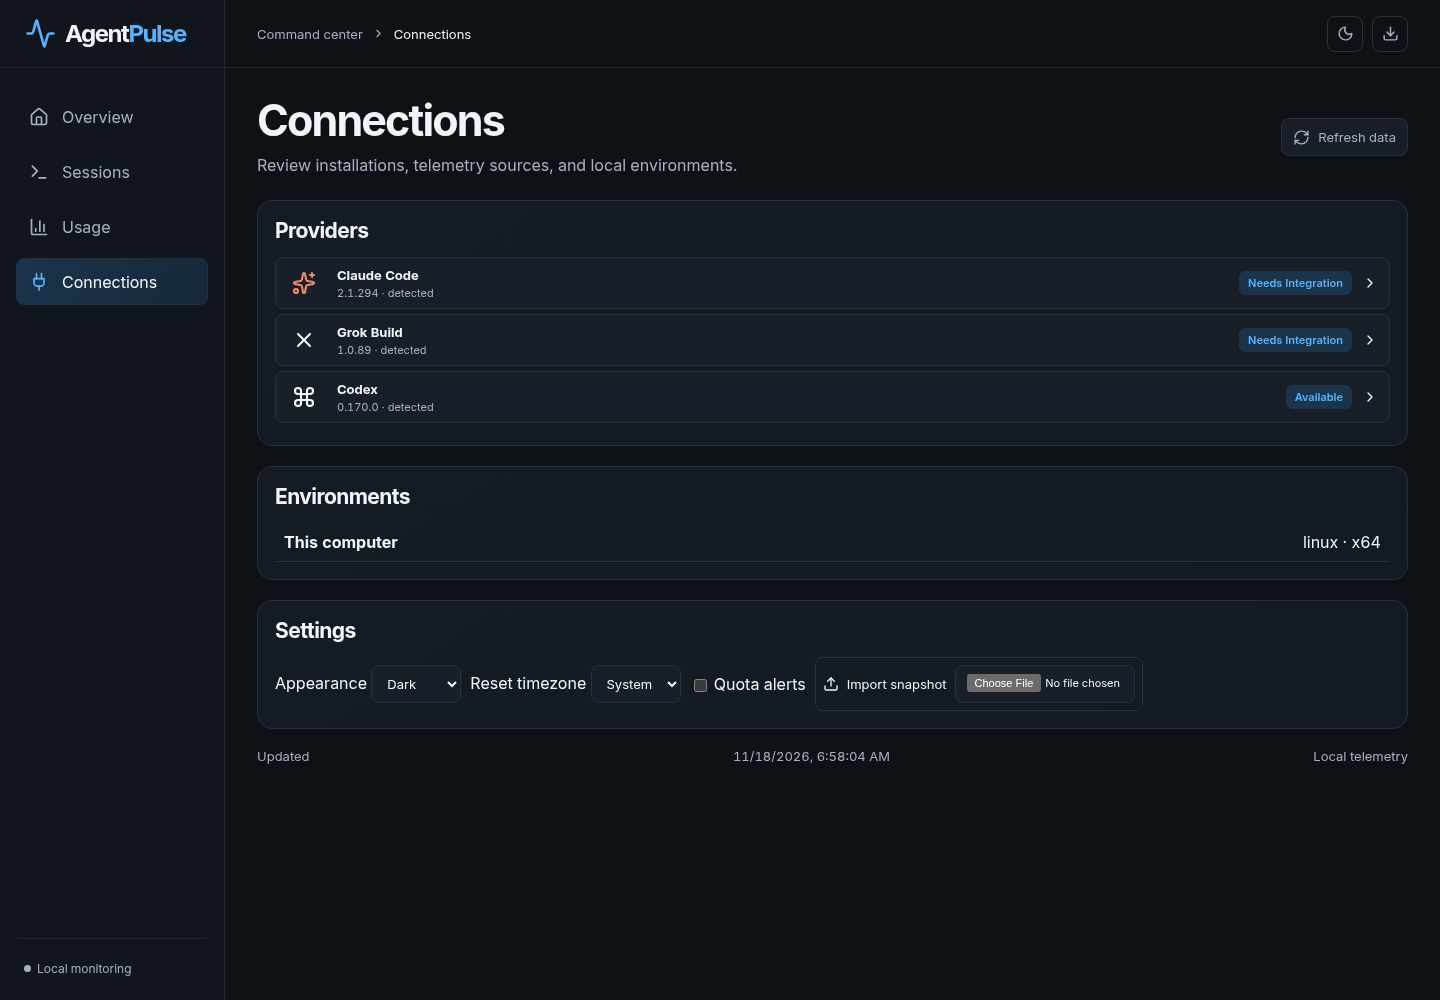 AgentPulse
Command center
Connections
Overview
Sessions
Usage
Connections
Local monitoring
Connections
Review installations, telemetry sources, and local environments.
Refresh data
Providers
Claude Code
2.1.294 · detected
Needs Integration
Grok Build
1.0.89 · detected
Needs Integration
Codex
0.170.0 · detected
Available
Environments
This computer
linux · x64
Settings
Appearance Dark Reset timezone System Quota alerts Import snapshot Choose File No file chosen
Updated
11/18/2026, 6:58:04 AM
Local telemetry